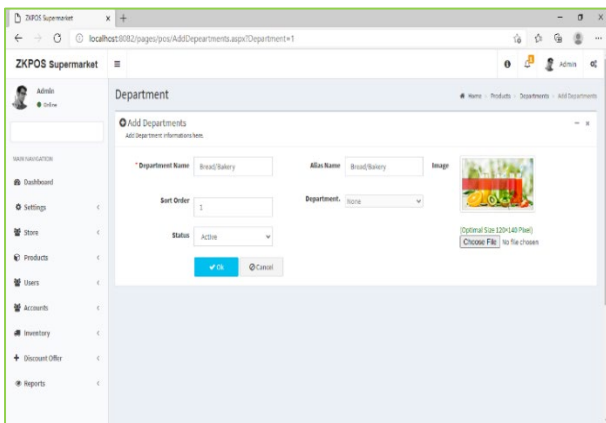 ZKPOS Supermarket
localhost:8082/pages/pos/AddDepeartments.aspx?Department=1
ZKPOS Supermarket
Admin
Admin
Online
Department
Home > Products > Departments > Add Departments
Add Departments
Add Department informations here.
* Department Name
Bread/Bakery
Alias Name
Bread/Bakery
Image
Sort Order
1
Department.
None
(Optimal Size 120×140 Pixel)
Choose File No file chosen
Status
Active
Ok
Cancel
MAIN NAVIGATION
Dashboard
Settings
Store
Products
Users
Accounts
Inventory
Discount Offer
Reports